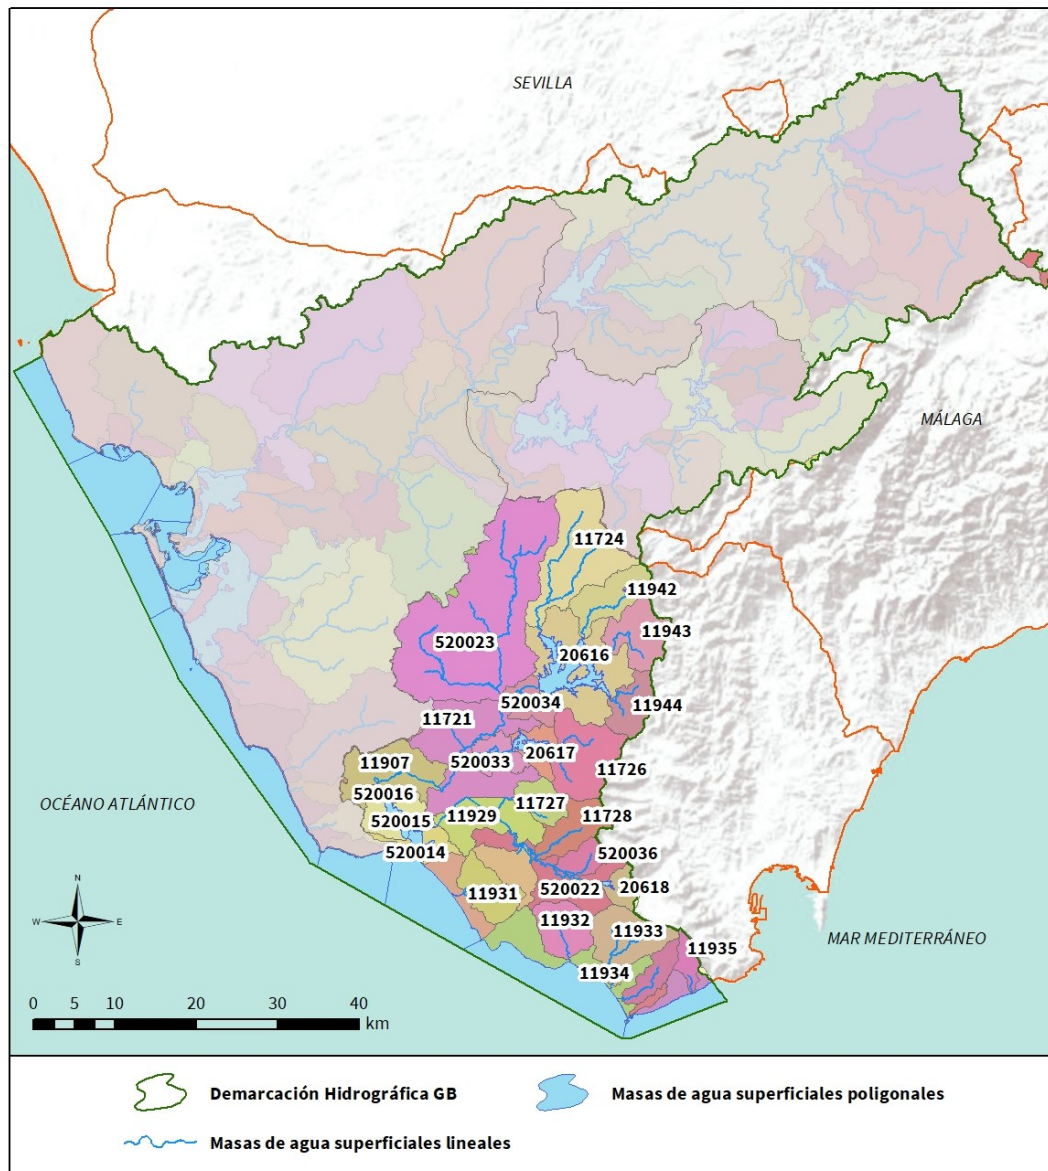 SEVILLA
MÁLAGA
11724
11942
11943
520023
20616
11944
520034
11721
20617
520033
11907
11726
520016
11727
520015
11929
11728
OCÉANO ATLÁNTICO
520014
520036
11931
520022
20618
11932
11933
MAR MEDITERRÁNEO
11935
11934
N
W
E
S
0 5 10 20 30 40
km
Demarcación Hidrográfica GB
Masas de agua superficiales poligonales
Masas de agua superficiales lineales